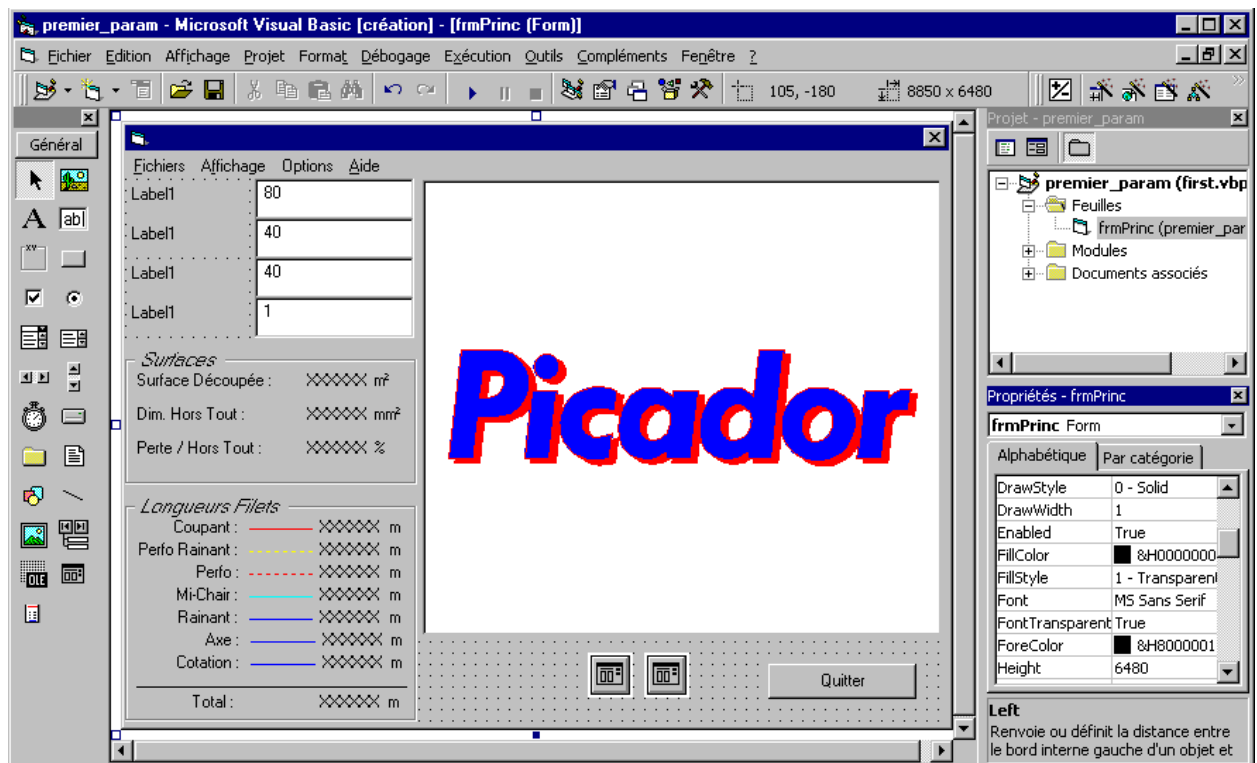 premier_param - Microsoft Visual Basic [création] - [frmPrinc (Form)]
Fichier Edition Affichage Projet Format Débogage Exécution Outils Compléments Fenêtre ?
105, -180 8850 x 6480
Général
A ab|
XY
OLE
Fichiers Affichage Options Aide
Label1 80
Label1 40
Label1 40
Label1 1
Surfaces
Surface Découpée : XXXXXX m²
Dim. Hors Tout : XXXXXX mm²
Perte / Hors Tout : XXXXXX %
Longueurs Filets
Coupant : XXXXXX m
Perfo Rainant : XXXXXX m
Perfo : XXXXXX m
Mi-Chair : XXXXXX m
Rainant : XXXXXX m
Axe : XXXXXX m
Cotation : XXXXXX m
Total : XXXXXX m
Picador
Quitter
Projet - premier_param
premier_param (first.vbp
Feuilles
frmPrinc (premier_par
Modules
Documents associés
Propriétés - frmPrinc
frmPrinc Form
Alphabétique Par catégorie
DrawStyle 0 - Solid
DrawWidth 1
Enabled True
FillColor &H0000000
FillStyle 1 - Transparent
Font MS Sans Serif
FontTransparent True
ForeColor &H8000001
Height 6480
Left
Renvoie ou définit la distance entre
le bord interne gauche d'un objet et